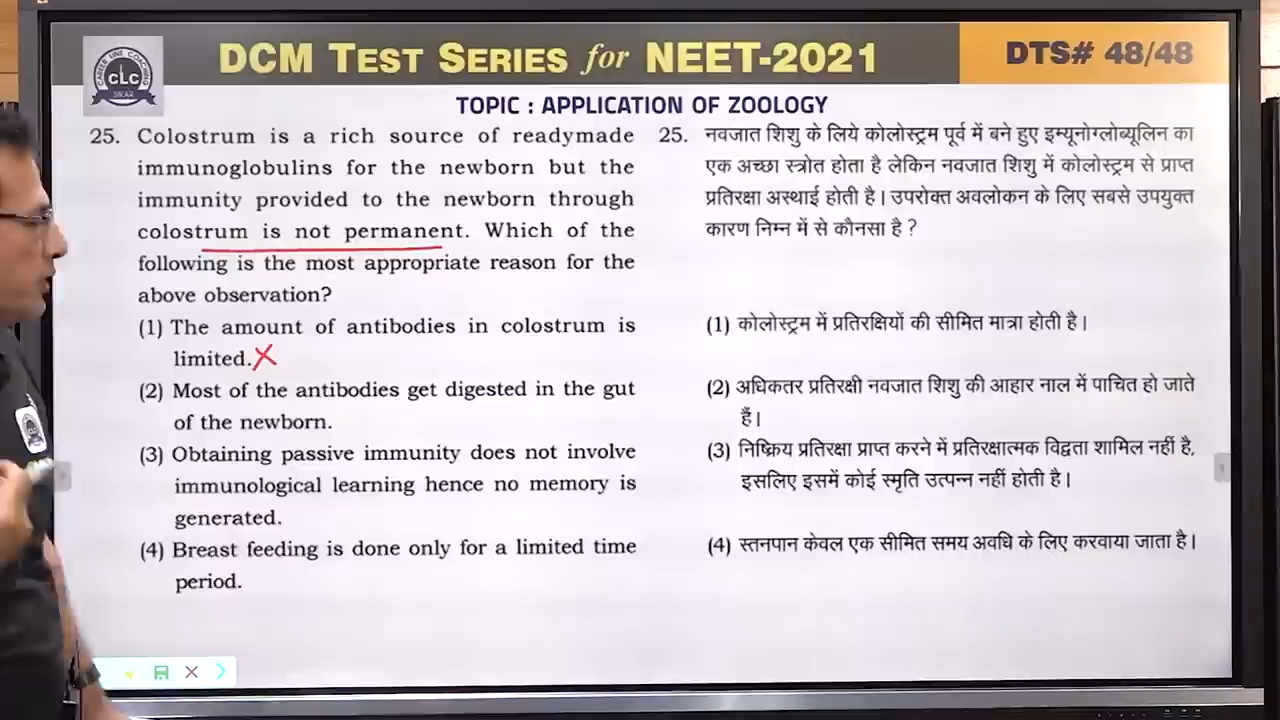 DCM TEST SERIES for NEET-2021
DTS# 48/48
CAREER LINE COACHING
CLC
SIKAR
TOPIC : APPLICATION OF ZOOLOGY
25. Colostrum is a rich source of readymade
immunoglobulins for the newborn but the
immunity provided to the newborn through
colostrum is not permanent. Which of the
following is the most appropriate reason for the
above observation?
(1) The amount of antibodies in colostrum is
limited.
(2) Most of the antibodies get digested in the gut
of the newborn.
(3) Obtaining passive immunity does not involve
immunological learning hence no memory is
generated.
(4) Breast feeding is done only for a limited time
period.
25. नवजात शिशु के लिये कोलोस्ट्रम पूर्व में बने हुए इम्यूनोग्लोब्यूलिन का
एक अच्छा स्त्रोत होता है लेकिन नवजात शिशु में कोलोस्ट्रम से प्राप्त
प्रतिरक्षा अस्थाई होती है। उपरोक्त अवलोकन के लिए सबसे उपयुक्त
कारण निम्न में से कौनसा है ?
(1) कोलोस्ट्रम में प्रतिरक्षियों की सीमित मात्रा होती है।
(2) अधिकतर प्रतिरक्षी नवजात शिशु की आहार नाल में पाचित हो जाते
हैं।
(3) निष्क्रिय प्रतिरक्षा प्राप्त करने में प्रतिरक्षात्मक विद्वता शामिल नहीं है,
इसलिए इसमें कोई स्मृति उत्पन्न नहीं होती है।
(4) स्तनपान केवल एक सीमित समय अवधि के लिए करवाया जाता है।